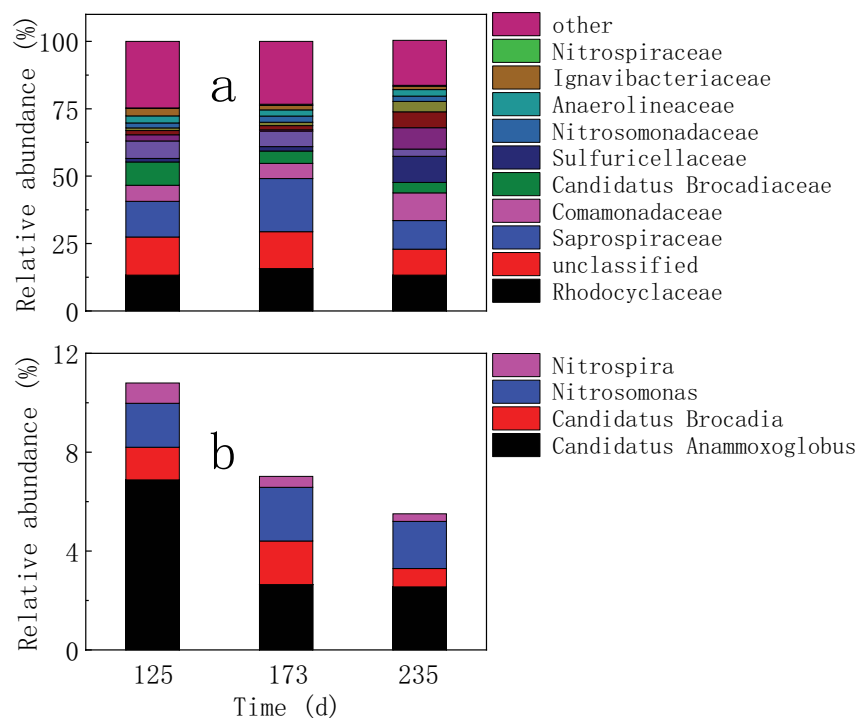 Relative abundance (%)
100
75
50
25
0
a
other
Nitrospiraceae
Ignavibacteriaceae
Anaerolineaceae
Nitrosomonadaceae
Sulfuricellaceae
Candidatus Brocadiaceae
Comamonadaceae
Saprospiraceae
unclassified
Rhodocyclaceae
Relative abundance (%)
12
8
4
0
b
Nitrospira
Nitrosomonas
Candidatus Brocadia
Candidatus Anammoxoglobus
125 173 235
Time (d)